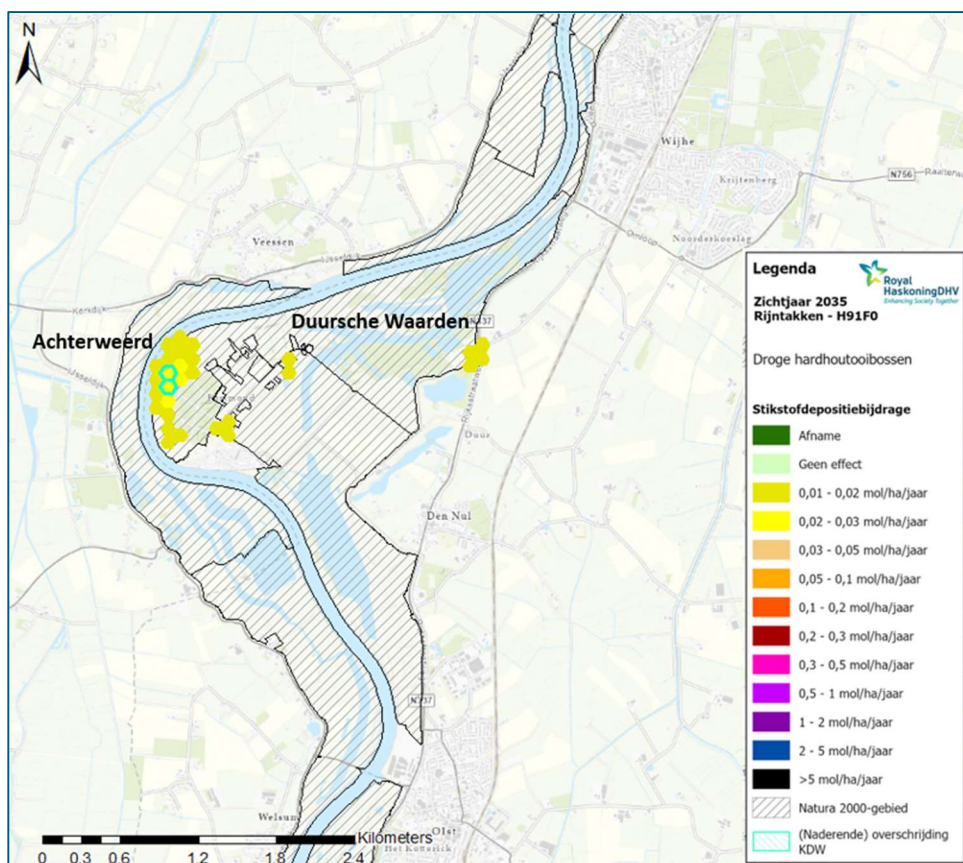 N
Wijhe
Krijtenberg
N756
Raalterweg
Noorderkoeslag
Veessen
IJsseldijk
Kerkdijk
Duursche Waarden
N337
Achterweerd
IJsseldijk
Rijksstraatweg
Duur
Den Nul
N337
Welsum
Olst
Het Kotterick
Kilometers
0 0.3 0.6 1.2 1.8 2.4
Legenda
Royal
HaskoningDHV
Enhancing Society Together
Zichtjaar 2035
Rijntakken - H91F0
Droge hardhoutooibossen
Stikstofdepositiebijdrage
Afname
Geen effect
0,01 - 0,02 mol/ha/jaar
0,02 - 0,03 mol/ha/jaar
0,03 - 0,05 mol/ha/jaar
0,05 - 0,1 mol/ha/jaar
0,1 - 0,2 mol/ha/jaar
0,2 - 0,3 mol/ha/jaar
0,3 - 0,5 mol/ha/jaar
0,5 - 1 mol/ha/jaar
1 - 2 mol/ha/jaar
2 - 5 mol/ha/jaar
>5 mol/ha/jaar
Natura 2000-gebied
(Naderende) overschrijding
KDW